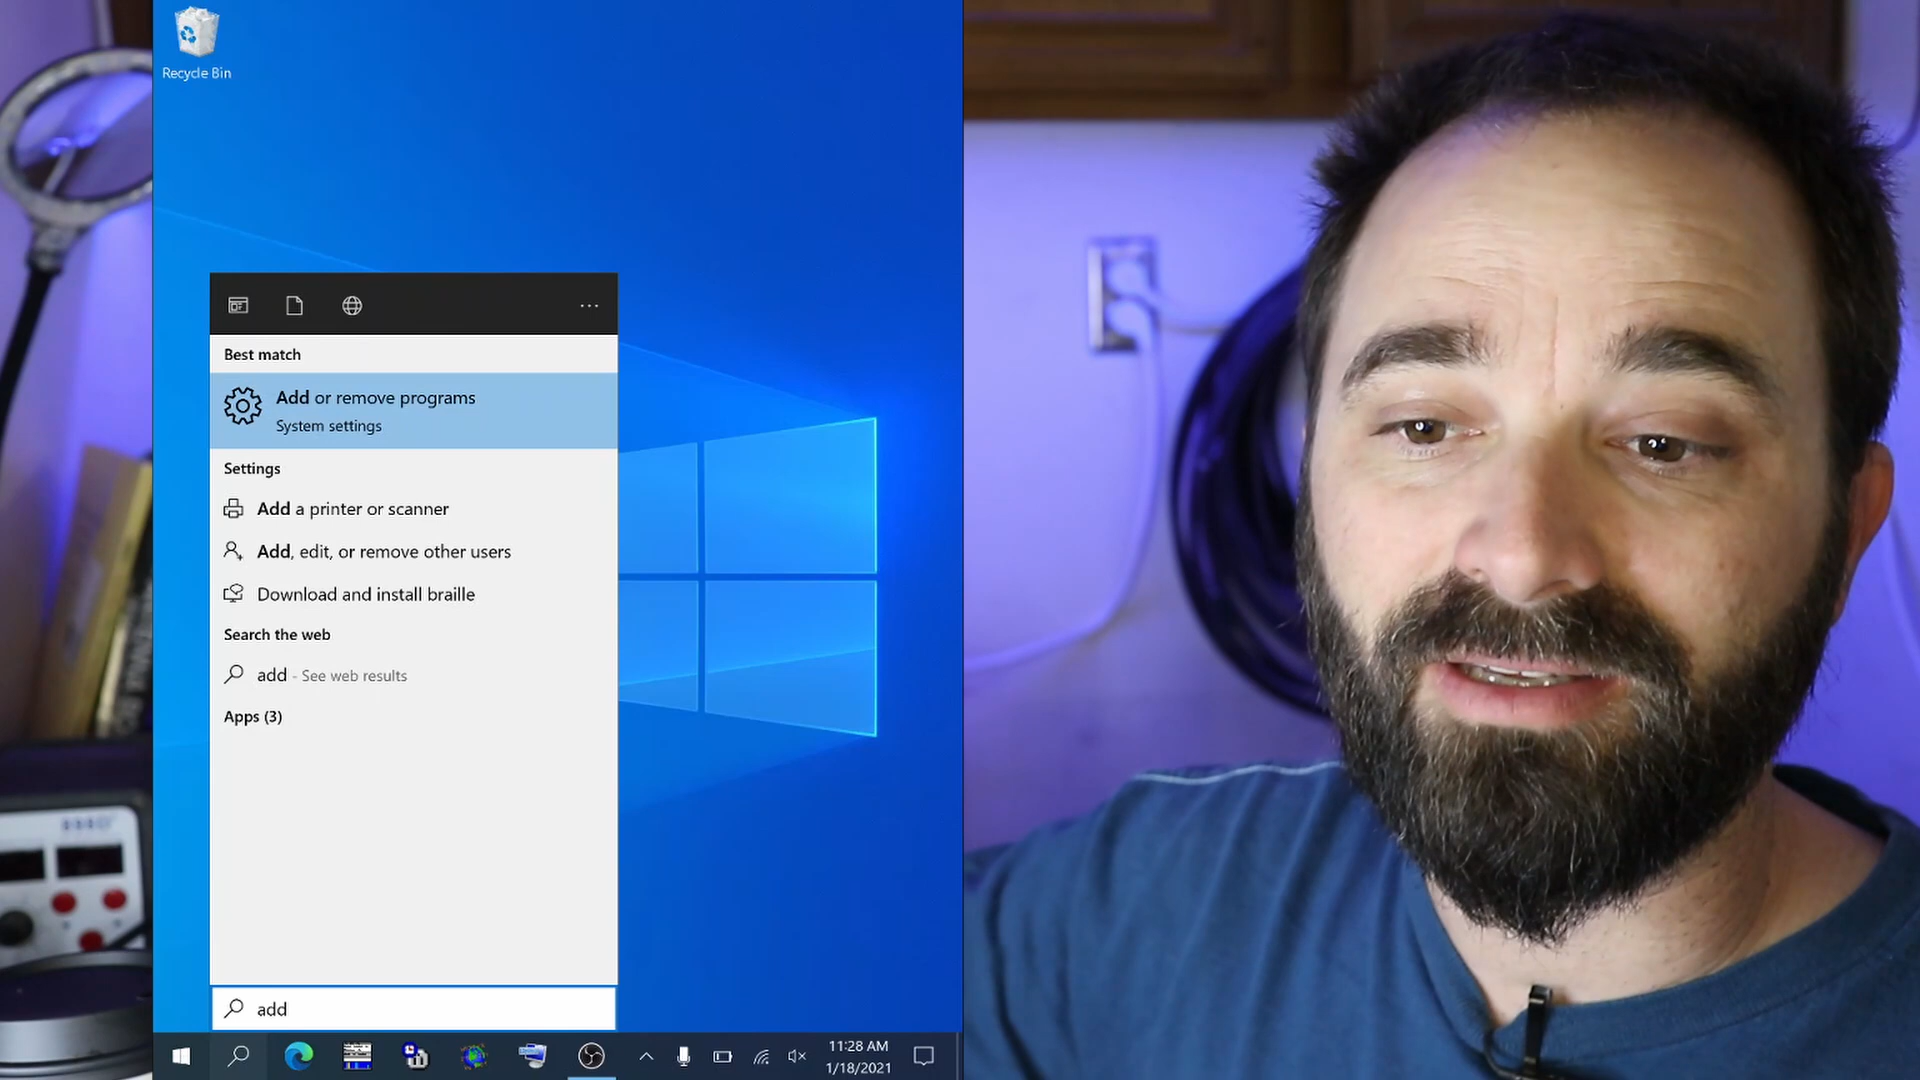 Recycle Bin
Best match
Add or remove programs
System settings
Settings
Add a printer or scanner
Add, edit, or remove other users
Download and install braille
Search the web
add - See web results
Apps (3)
add
11:28 AM
1/18/2021